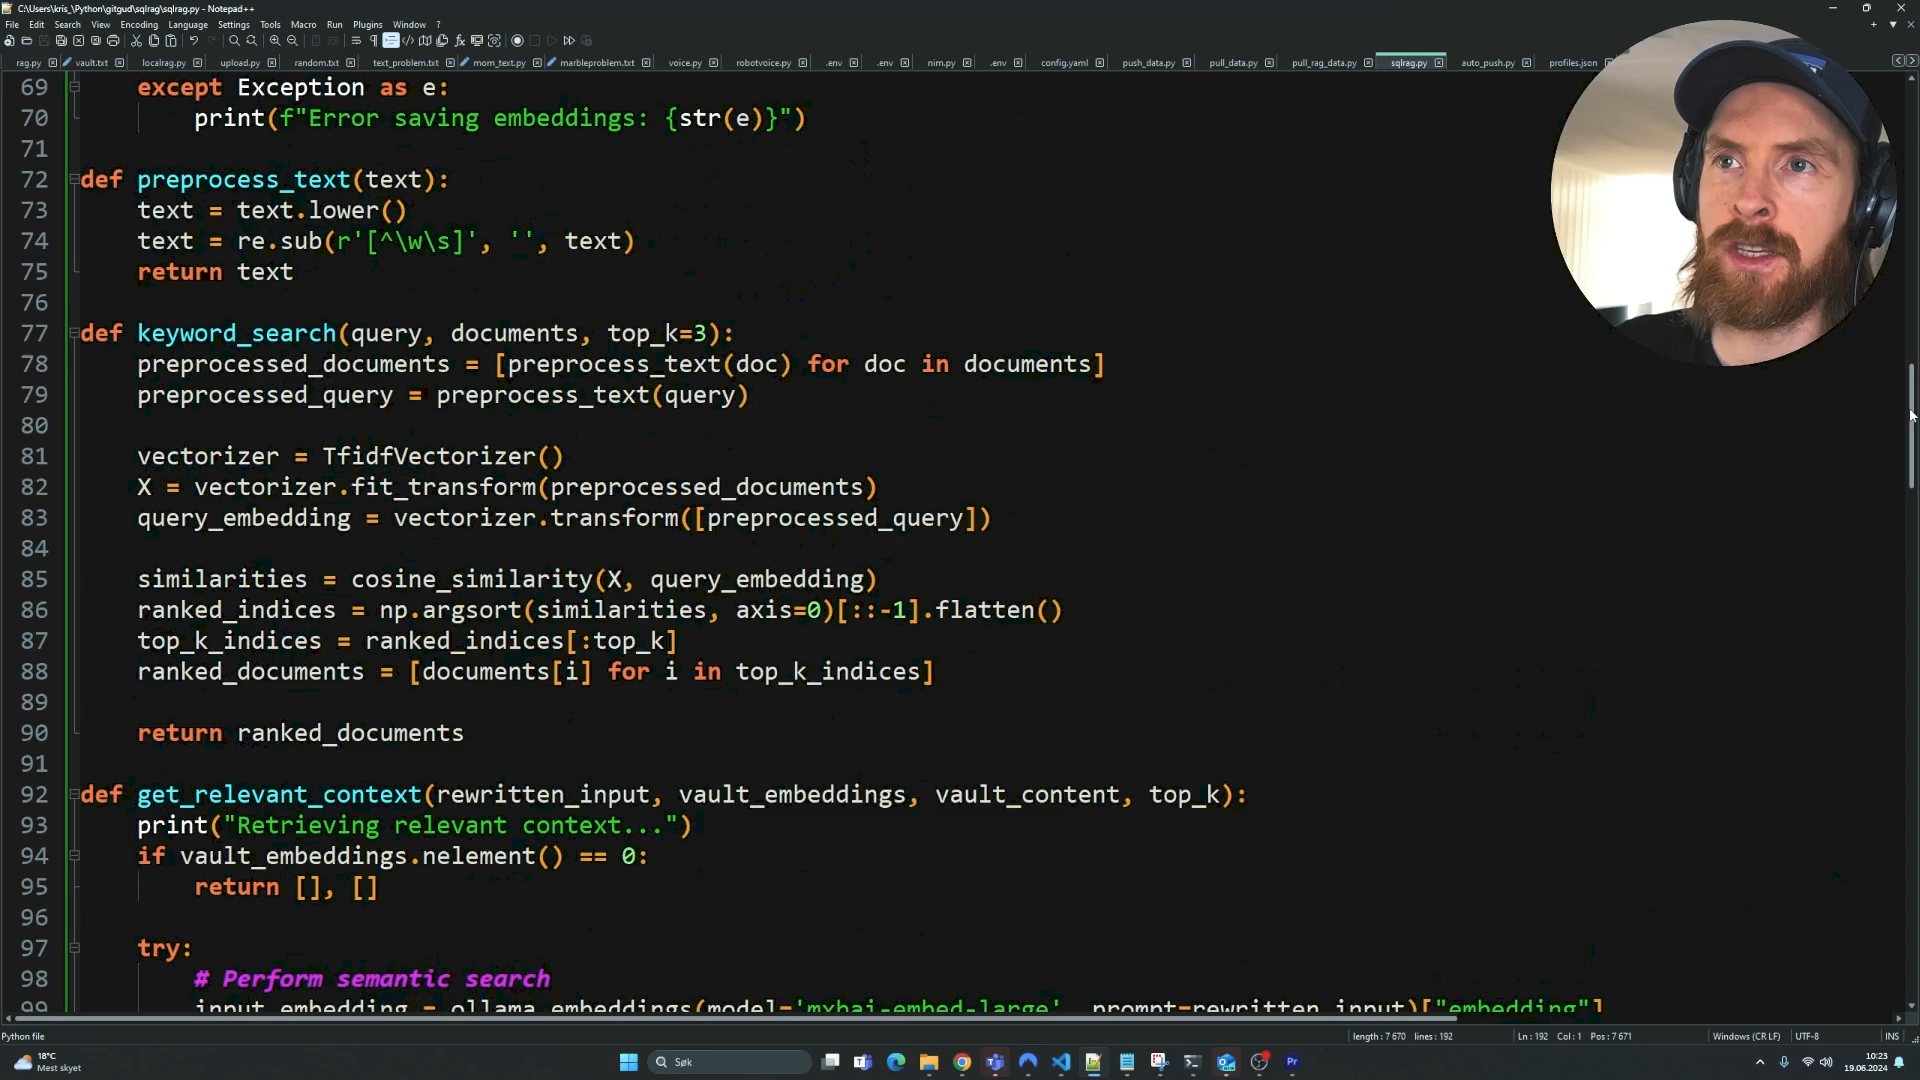 C:\Users\kris_\Python\gitgud\sqlrag\sqlrag.py - Notepad++
File Edit Search View Encoding Language Settings Tools Macro Run Plugins Window ?
rag.py vault.txt localrag.py upload.py random.txt text_problem.txt mom_text.py marbleproblem.txt voice.py robotvoice.py .env .env nim.py .env config.yaml push_data.py pull_data.py pull_rag_data.py sqlrag.py auto_push.py profiles.json
69 except Exception as e:
70 print(f"Error saving embeddings: {str(e)}")
71
72 def preprocess_text(text):
73 text = text.lower()
74 text = re.sub(r'[^\w\s]', '', text)
75 return text
76
77 def keyword_search(query, documents, top_k=3):
78 preprocessed_documents = [preprocess_text(doc) for doc in documents]
79 preprocessed_query = preprocess_text(query)
80
81 vectorizer = TfidfVectorizer()
82 X = vectorizer.fit_transform(preprocessed_documents)
83 query_embedding = vectorizer.transform([preprocessed_query])
84
85 similarities = cosine_similarity(X, query_embedding)
86 ranked_indices = np.argsort(similarities, axis=0)[::-1].flatten()
87 top_k_indices = ranked_indices[:top_k]
88 ranked_documents = [documents[i] for i in top_k_indices]
89
90 return ranked_documents
91
92 def get_relevant_context(rewritten_input, vault_embeddings, vault_content, top_k):
93 print("Retrieving relevant context...")
94 if vault_embeddings.nelement() == 0:
95 return [], []
96
97 try:
98 # Perform semantic search
99 input_embedding = ollama.embeddings(model='mxbai-embed-large', prompt=rewritten_input)["embedding"]
Python file length : 7 670 lines : 192 Ln : 192 Col : 1 Pos : 7 671 Windows (CR LF) UTF-8 INS
18°C
Mest skyet
Søk
Pr
10:23
19.06.2024